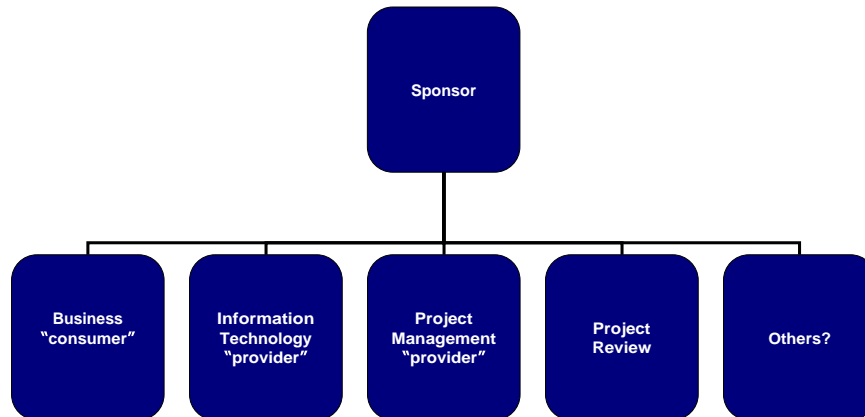 Sponsor
Business
“consumer”
Information
Technology
“provider”
Project
Management
“provider”
Project
Review
Others?